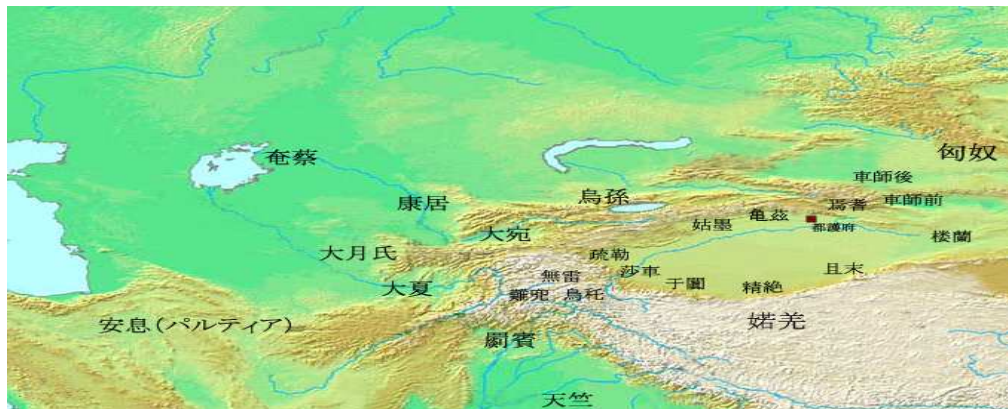 匈奴
奄蔡
車師後
康居
烏孫
焉耆
車師前
亀茲
姑墨
都護府
大宛
楼蘭
大月氏
疏勒
莎車
且末
無雷
于闐
精絶
大夏
難兜
烏秅
安息(パルティア)
婼羌
罽賓
天竺